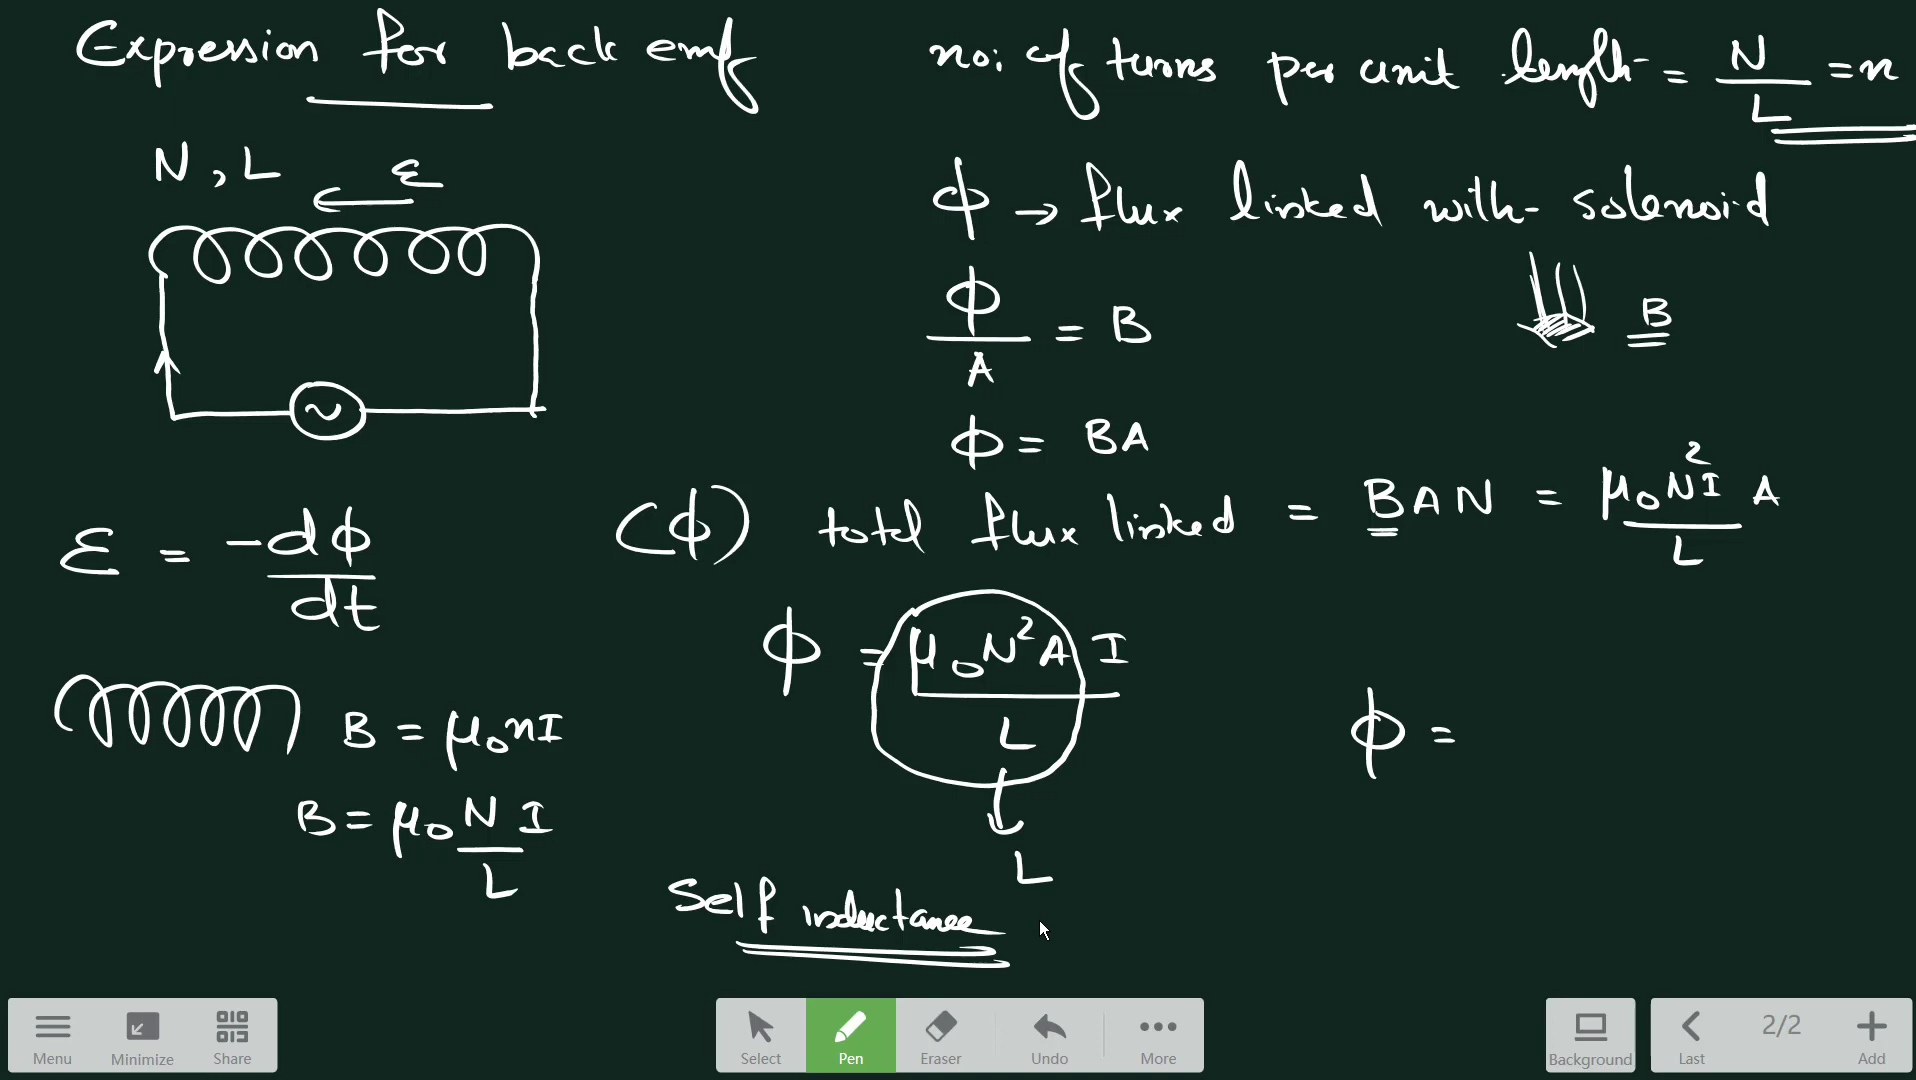 Expression for back emf
no: of turns per unit length = N/L = n
N, L ε
ϕ → flux linked with solenoid
ϕ/A = B
B
ϕ = BA
(ϕ) total flux linked = BAN = μ₀N²I A / L
ε = -dϕ/dt
ϕ = μ₀N²A I / L
ϕ =
B = μ₀nI
B = μ₀ N I / L
L
Self inductance
Menu Minimize Share Select Pen Eraser Undo More Background Last 2/2 Add